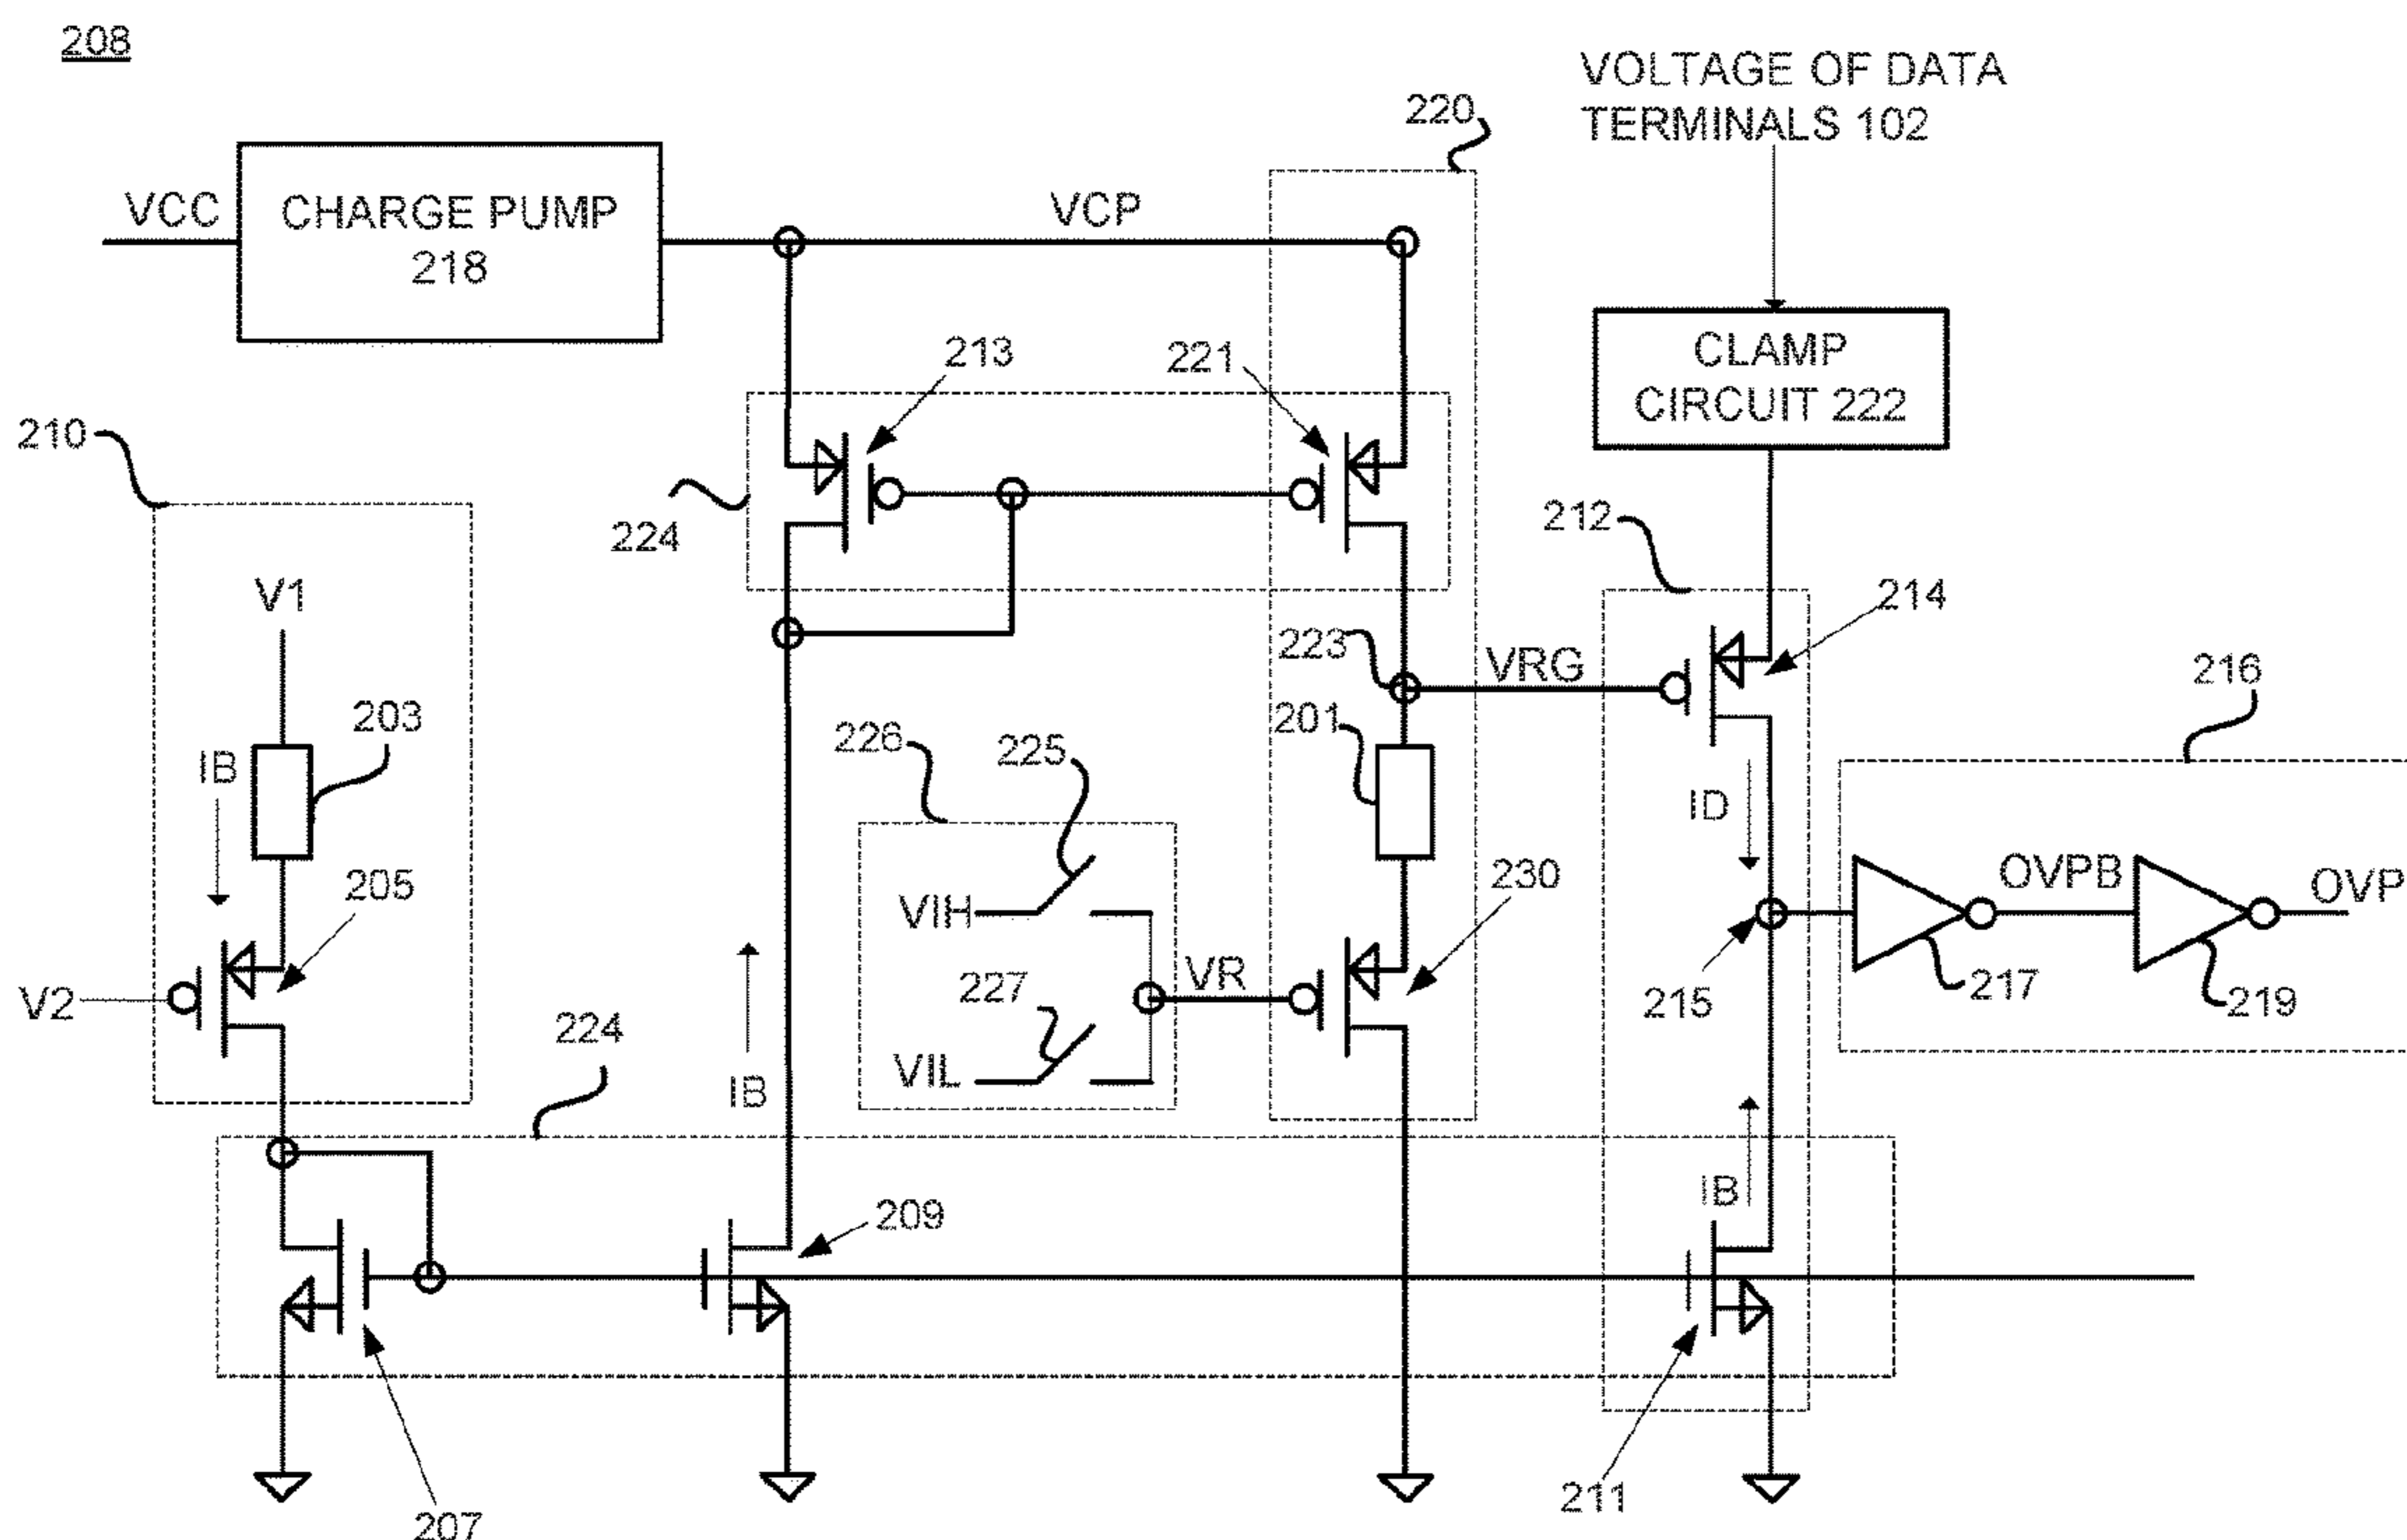 208
VOLTAGE OF DATA
TERMINALS 102
220
VCC
CHARGE PUMP
218
VCP
CLAMP
CIRCUIT 222
213
221
210
224
212
V1
214
223
VRG
216
203
IB
201
226
225
ID
205
VIH
230
OVPB
OVP
V2
227
VR
215
217
219
224
VIL
IB
IB
209
211
207